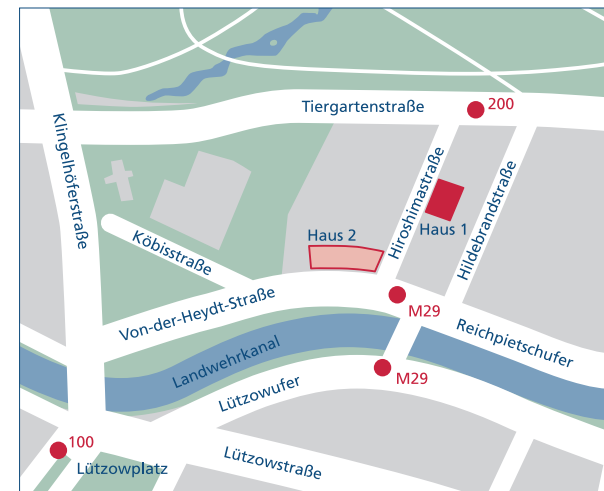 Tiergartenstraße
200
Klingelhöferstraße
Hiroshimastraße
Hildebrandstraße
Haus 1
Haus 2
Köbisstraße
Von-der-Heydt-Straße
M29
Reichpietschufer
Landwehrkanal
M29
Lützowufer
100
Lützowplatz
Lützowstraße